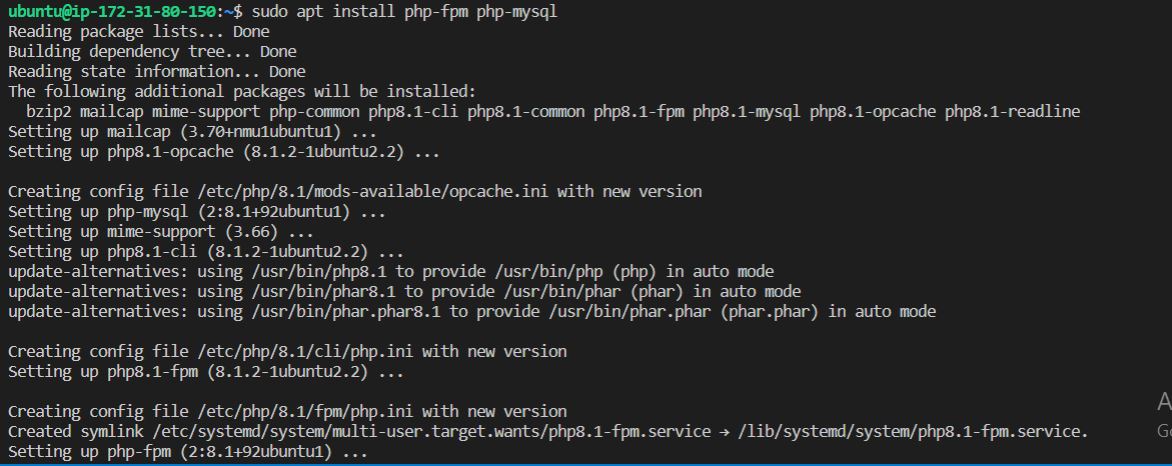 ubuntu@ip-172-31-80-150:~$ sudo apt install php-fpm php-mysql
Reading package lists... Done
Building dependency tree... Done
Reading state information... Done
The following additional packages will be installed:
  bzip2 mailcap mime-support php-common php8.1-cli php8.1-common php8.1-fpm php8.1-mysql php8.1-opcache php8.1-readline
Setting up mailcap (3.70+nmu1ubuntu1) ...
Setting up php8.1-opcache (8.1.2-1ubuntu2.2) ...

Creating config file /etc/php/8.1/mods-available/opcache.ini with new version
Setting up php-mysql (2:8.1+92ubuntu1) ...
Setting up mime-support (3.66) ...
Setting up php8.1-cli (8.1.2-1ubuntu2.2) ...
update-alternatives: using /usr/bin/php8.1 to provide /usr/bin/php (php) in auto mode
update-alternatives: using /usr/bin/phar8.1 to provide /usr/bin/phar (phar) in auto mode
update-alternatives: using /usr/bin/phar.phar8.1 to provide /usr/bin/phar.phar (phar.phar) in auto mode

Creating config file /etc/php/8.1/cli/php.ini with new version
Setting up php8.1-fpm (8.1.2-1ubuntu2.2) ...

Creating config file /etc/php/8.1/fpm/php.ini with new version
Created symlink /etc/systemd/system/multi-user.target.wants/php8.1-fpm.service → /lib/systemd/system/php8.1-fpm.service.
Setting up php-fpm (2:8.1+92ubuntu1) ...